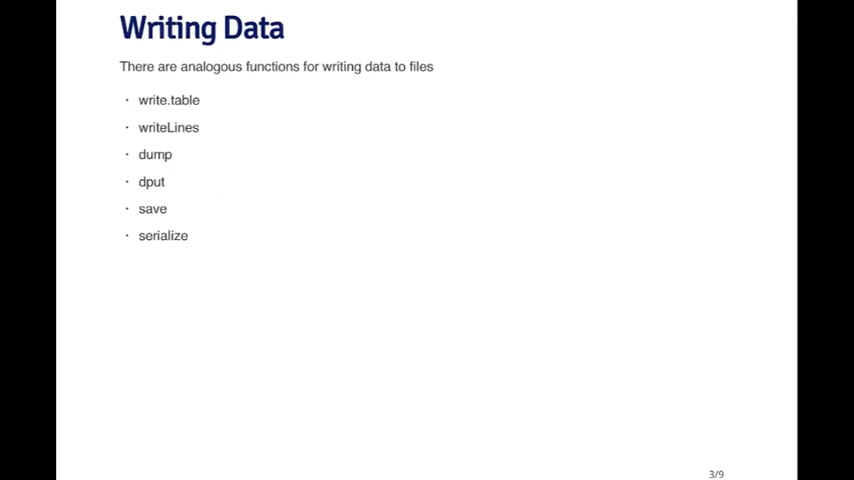 Writing Data
There are analogous functions for writing data to files
· write.table
· writeLines
· dump
· dput
· save
· serialize
3/9